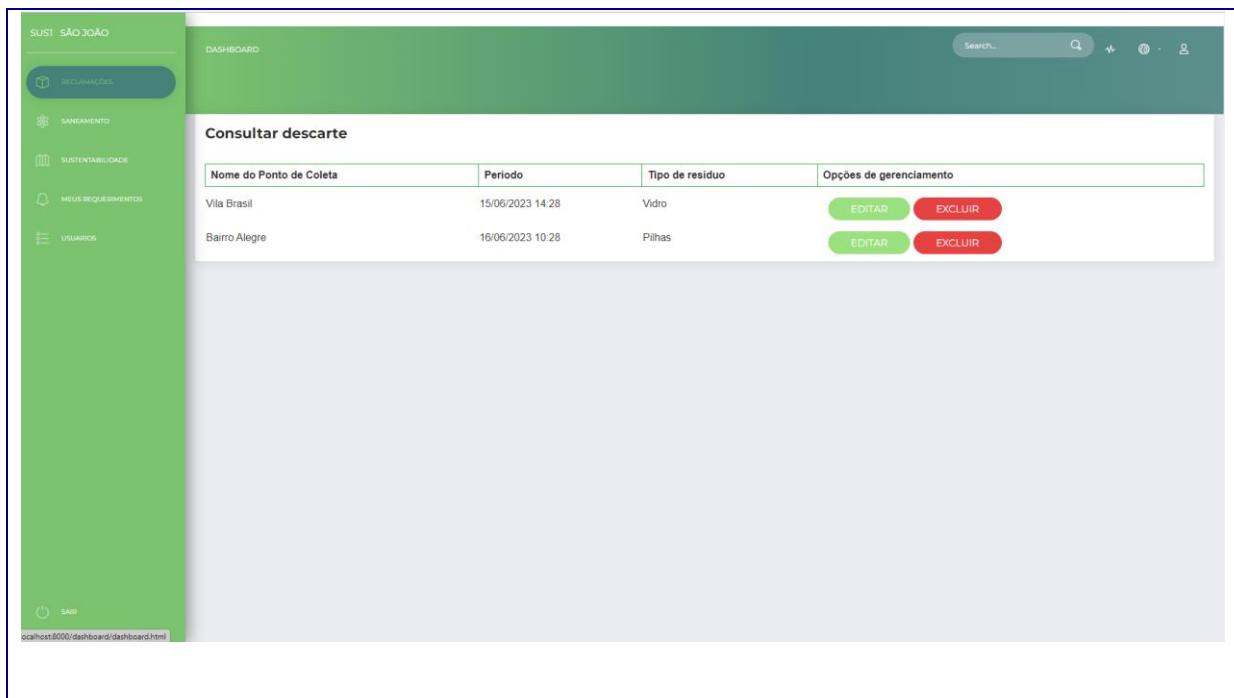 SUS1 SÃO JOÃO
RECLAMAÇÕES
SANEAMENTO
SUSTENTABILIDADE
MEUS REQUERIMENTOS
USUARIOS
SAIR
ocalhost:8000/dashboard/dashboard.html
DASHBOARD
Search...
Consultar descarte
Nome do Ponto de Coleta Periodo Tipo de residuo Opções de gerenciamento
Vila Brasil 15/06/2023 14:28 Vidro EDITAR EXCLUIR
Bairro Alegre 16/06/2023 10:28 Pilhas EDITAR EXCLUIR